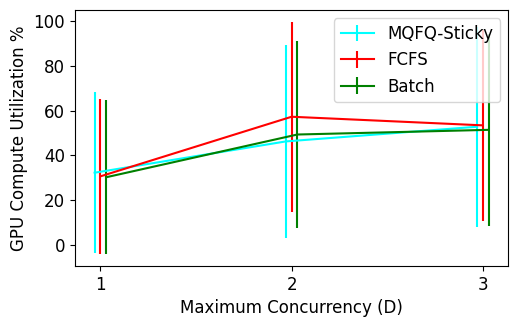 GPU Compute Utilization %
100
80
60
40
20
0
MQFQ-Sticky
FCFS
Batch
1
2
3
Maximum Concurrency (D)